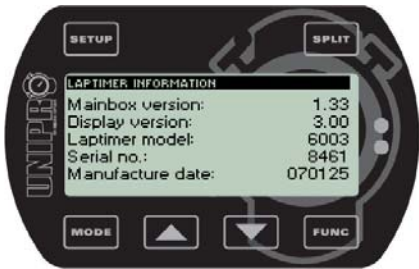 SETUP
SPLIT
UNIPRO
LAPTIMER INFORMATION
Mainbox version: 1.33
Display version: 3.00
Laptimer model: 6003
Serial no.: 8461
Manufacture date: 070125
MODE
FUNC